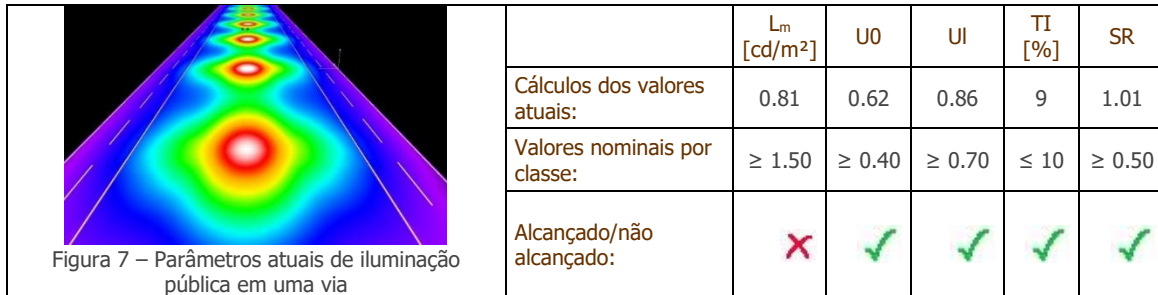 Lm [cd/m²] U0 Ul TI [%] SR
Cálculos dos valores atuais: 0.81 0.62 0.86 9 1.01
Valores nominais por classe: ≥ 1.50 ≥ 0.40 ≥ 0.70 ≤ 10 ≥ 0.50
Alcançado/não alcançado:
Figura 7 – Parâmetros atuais de iluminação
pública em uma via